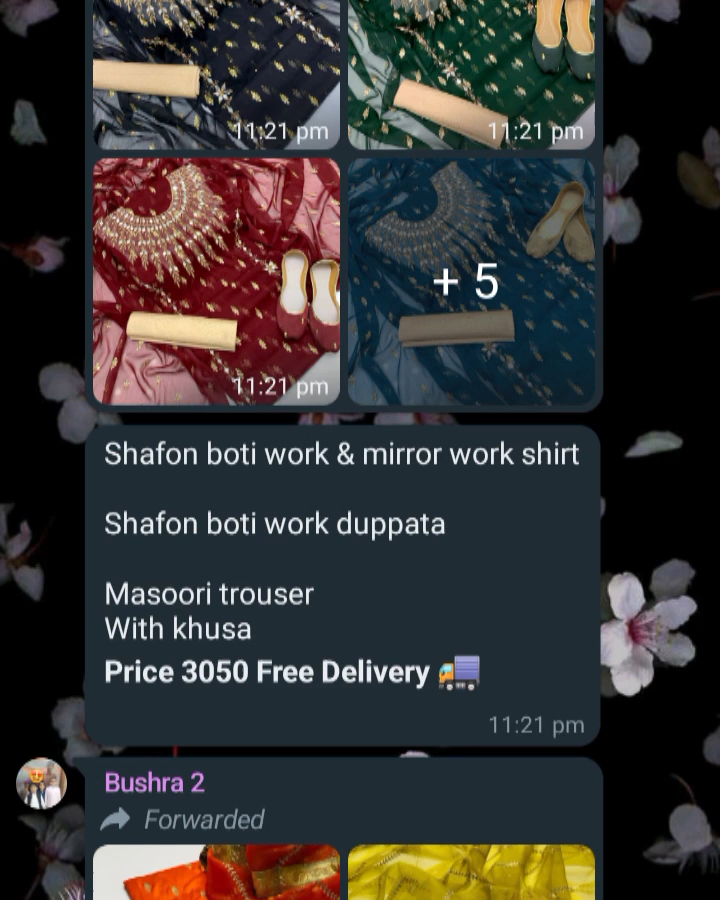 11:21 pm
11:21 pm
11:21 pm
+ 5
Shafon boti work & mirror work shirt
Shafon boti work duppata
Masoori trouser
With khusa
Price 3050 Free Delivery 🚚
11:21 pm
Bushra 2
Forwarded